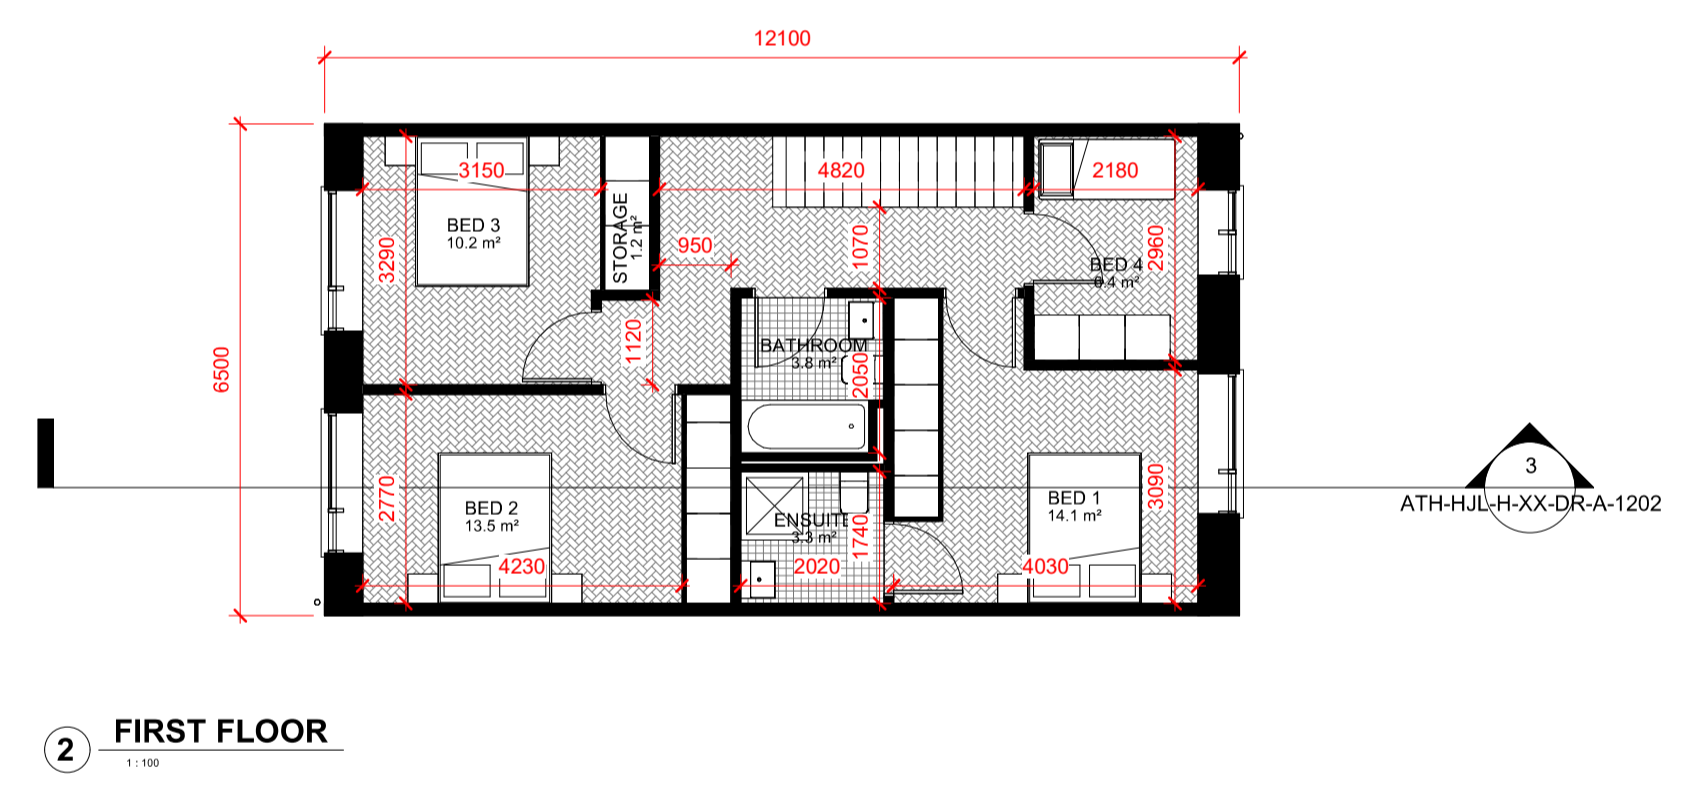 12100
3150
4820
2180
BED 3
10.2 m²
STORAGE
1.2 m²
950
1070
2960
BED 4
6.4 m²
3290
1120
6500
BATHROOM
3.8 m²
2050
2770
BED 2
13.5 m²
4230
ENSUITE
3.3 m²
1740
2020
BED 1
14.1 m²
3090
4030
3
ATH-HJL-H-XX-DR-A-1202
2
FIRST FLOOR
1 : 100